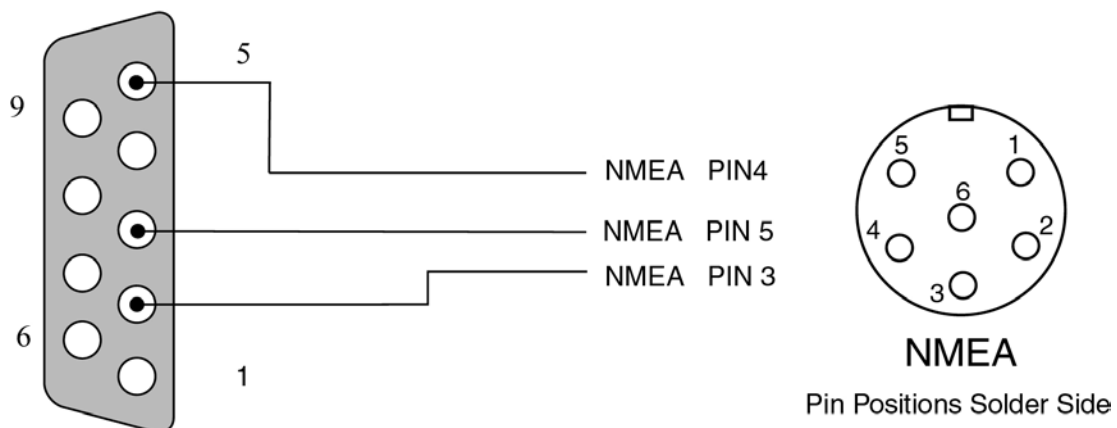 5
9
NMEA PIN4
5 1
6
NMEA PIN 5
4 2
NMEA PIN 3
3
6
NMEA
1
Pin Positions Solder Side